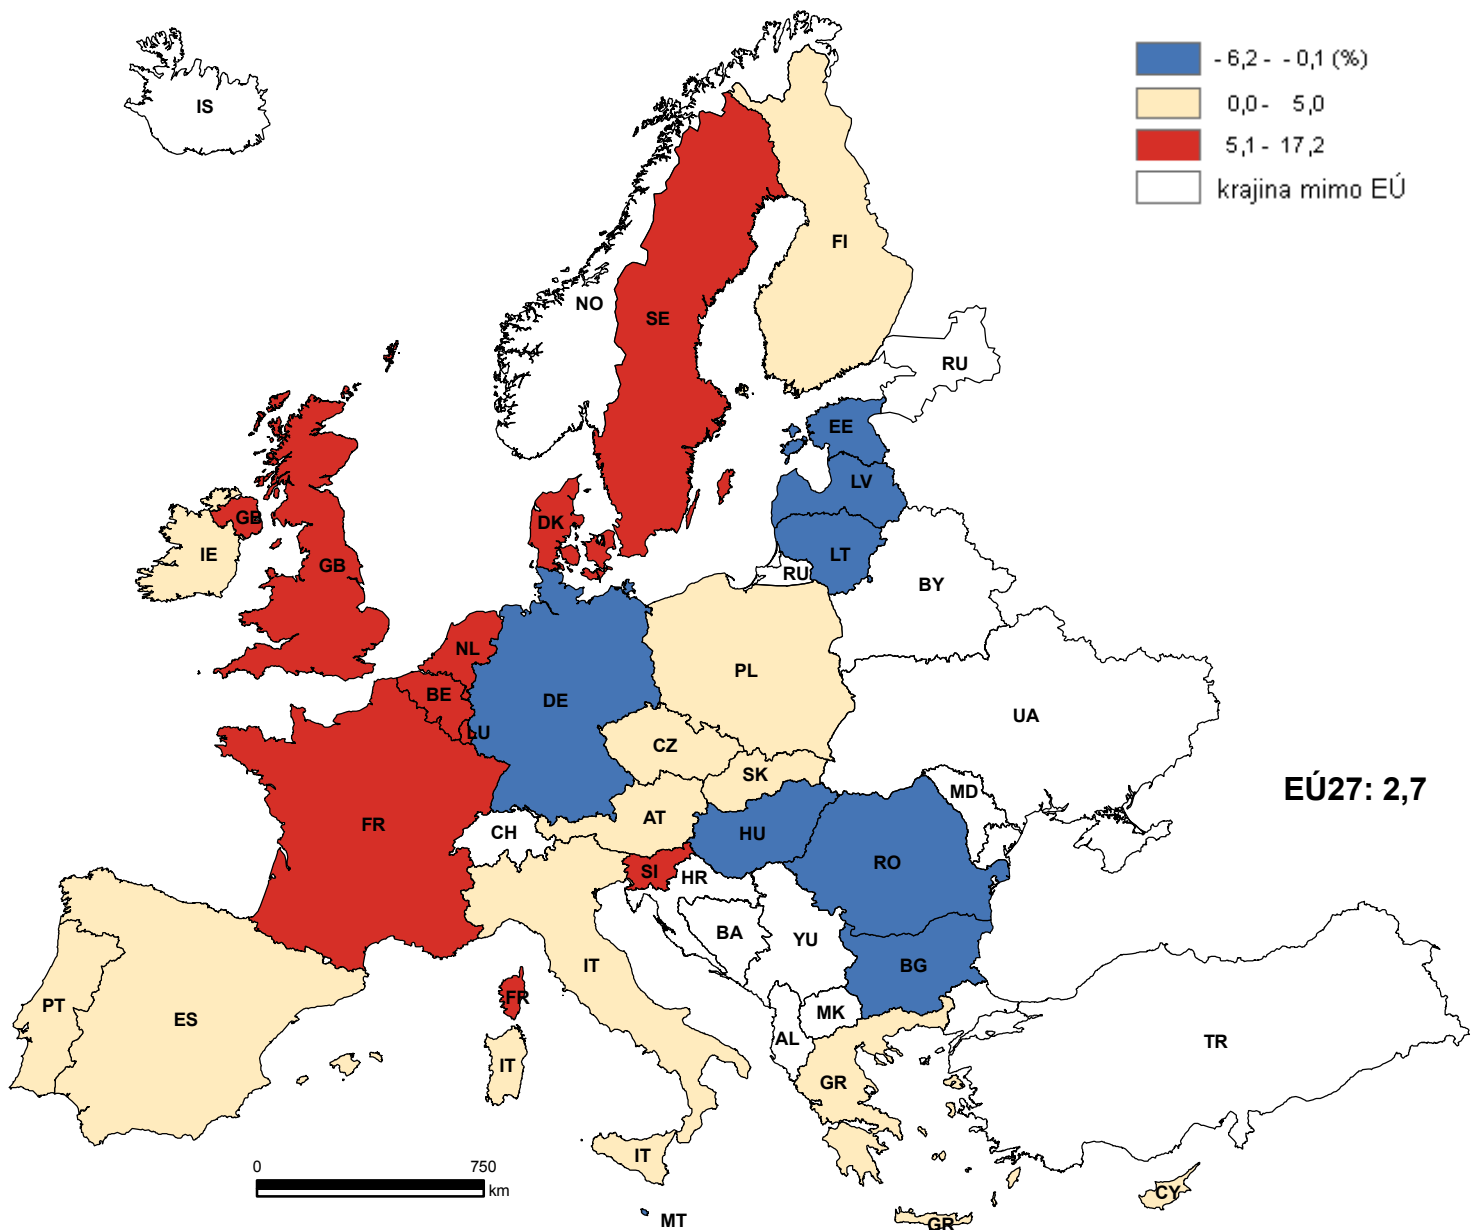 - 6,2 - - 0,1 (%)
0,0 - 5,0
5,1 - 17,2
krajina mimo EÚ
IS
FI
NO
SE
RU
EE
LV
GB
DK
IE
GB
LT
RU
BY
NL
PL
BE
DE
UA
LU
CZ
SK
EÚ27: 2,7
MD
AT
FR
CH
HU
RO
SI
HR
BA
YU
IT
BG
FR
PT
ES
MK
AL
TR
IT
GR
IT
0 750
km
CY
MT
GR